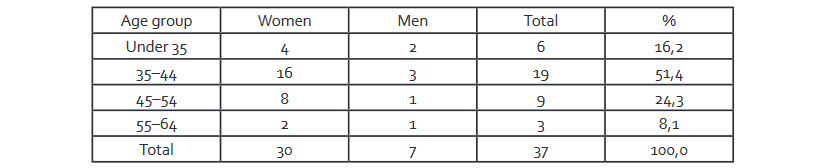 Age group Women Men Total %
Under 35 4 2 6 16,2
35–44 16 3 19 51,4
45–54 8 1 9 24,3
55–64 2 1 3 8,1
Total 30 7 37 100,0